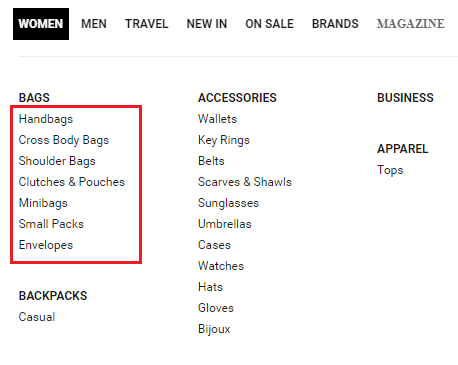 WOMEN MEN TRAVEL NEW IN ON SALE BRANDS MAGAZINE
BAGS
Handbags
Cross Body Bags
Shoulder Bags
Clutches & Pouches
Minibags
Small Packs
Envelopes
BACKPACKS
Casual
ACCESSORIES
Wallets
Key Rings
Belts
Scarves & Shawls
Sunglasses
Umbrellas
Cases
Watches
Hats
Gloves
Bijoux
BUSINESS
APPAREL
Tops